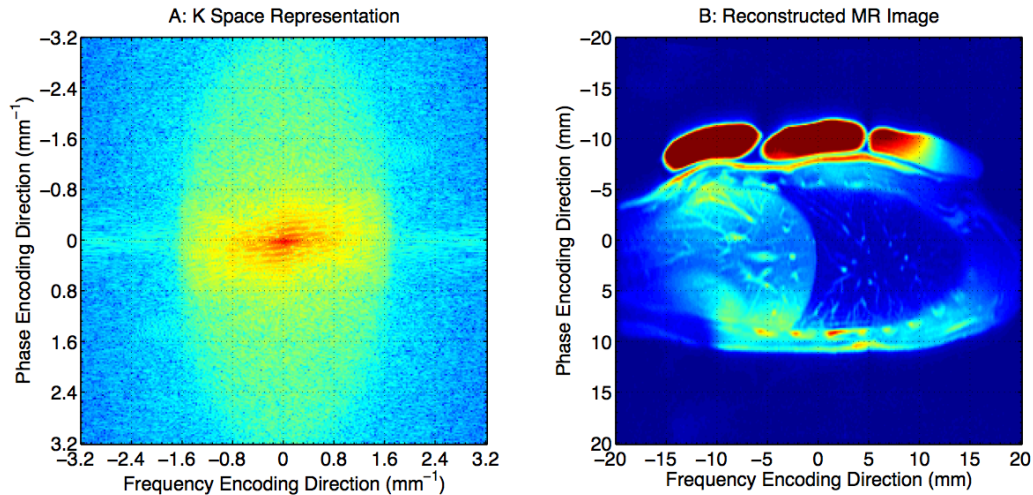 A: K Space Representation
−3.2
−2.4
−1.6
−0.8
0
0.8
1.6
2.4
3.2
Phase Encoding Direction (mm⁻¹)
−3.2 −2.4 −1.6 −0.8 0 0.8 1.6 2.4 3.2
Frequency Encoding Direction (mm⁻¹)
B: Reconstructed MR Image
−20
−15
−10
−5
0
5
10
15
20
Phase Encoding Direction (mm)
−20 −15 −10 −5 0 5 10 15 20
Frequency Encoding Direction (mm)